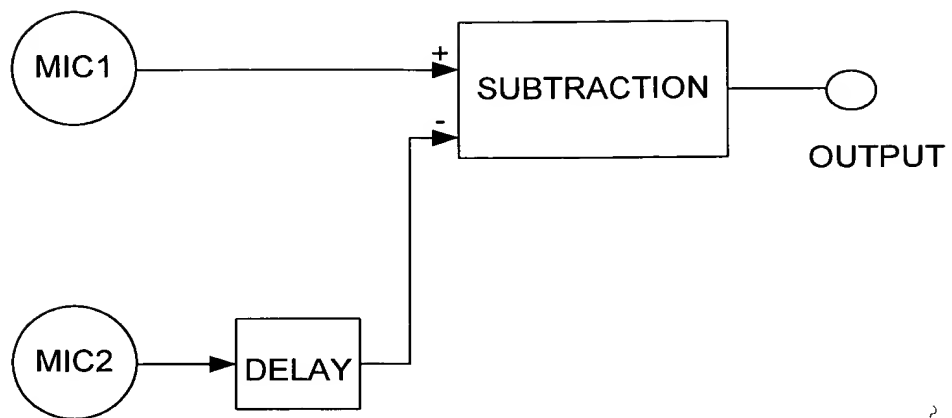 MIC1
+
SUBTRACTION
-
OUTPUT
MIC2
DELAY